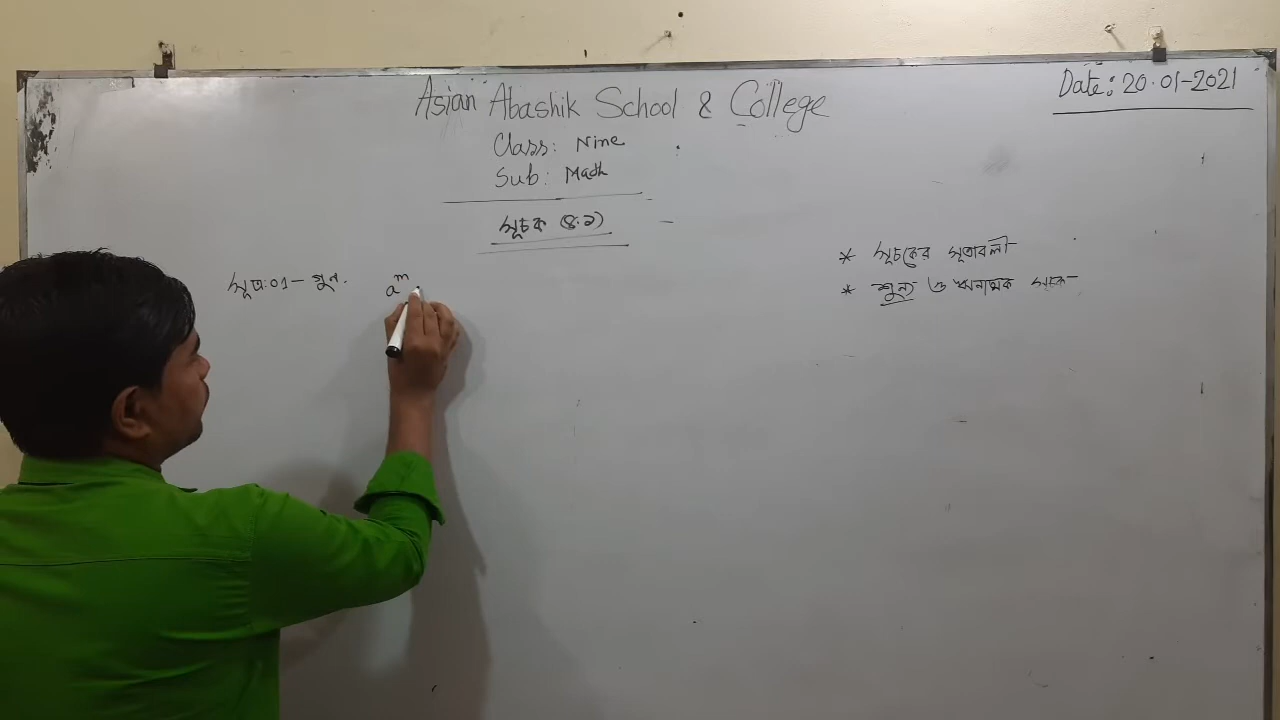 Asian Abashik School & College
Date: 20.01-2021
Class: Nine
Sub: Math
সূচক (৪.১)
* সূচকের সূত্রাবলী
* শূন্য ও ঋনাত্মক সূচক
সূত্র:০১- গুন.
a^m